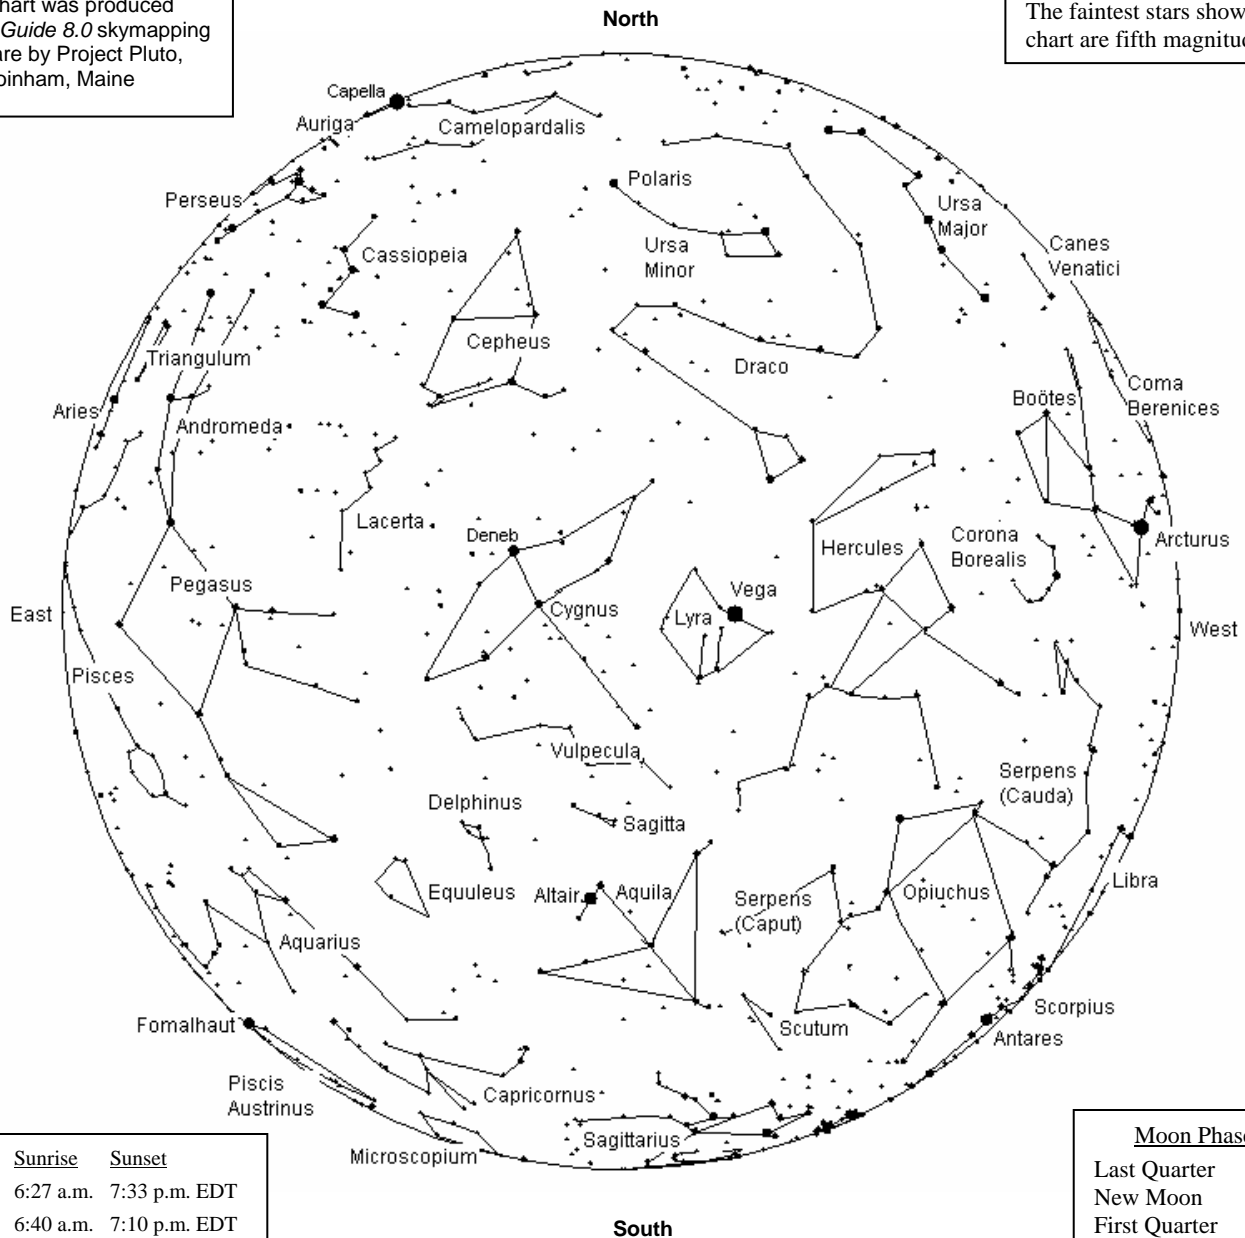 chart was produced
Guide 8.0 skymapping
are by Project Pluto,
oinham, Maine
North
The faintest stars show
chart are fifth magnitud
Capella
Auriga
Camelopardalis
Perseus
Polaris
Cassiopeia
Ursa
Minor
Ursa
Major
Canes
Venatici
Cepheus
Triangulum
Draco
Aries
Andromeda
Boötes
Coma
Berenices
Lacerta
Deneb
Hercules
Corona
Borealis
Arcturus
Pegasus
East
Cygnus
Lyra
Vega
West
Pisces
Vulpecula
Serpens
(Cauda)
Delphinus
Sagitta
Equuleus
Altair
Aquila
Serpens
(Caput)
Opiuchus
Libra
Aquarius
Fomalhaut
Scutum
Scorpius
Antares
Piscis
Austrinus
Capricornus
Sagittarius
Microscopium
Sunrise Sunset
6:27 a.m. 7:33 p.m. EDT
6:40 a.m. 7:10 p.m. EDT
South
Moon Phase
Last Quarter
New Moon
First Quarter